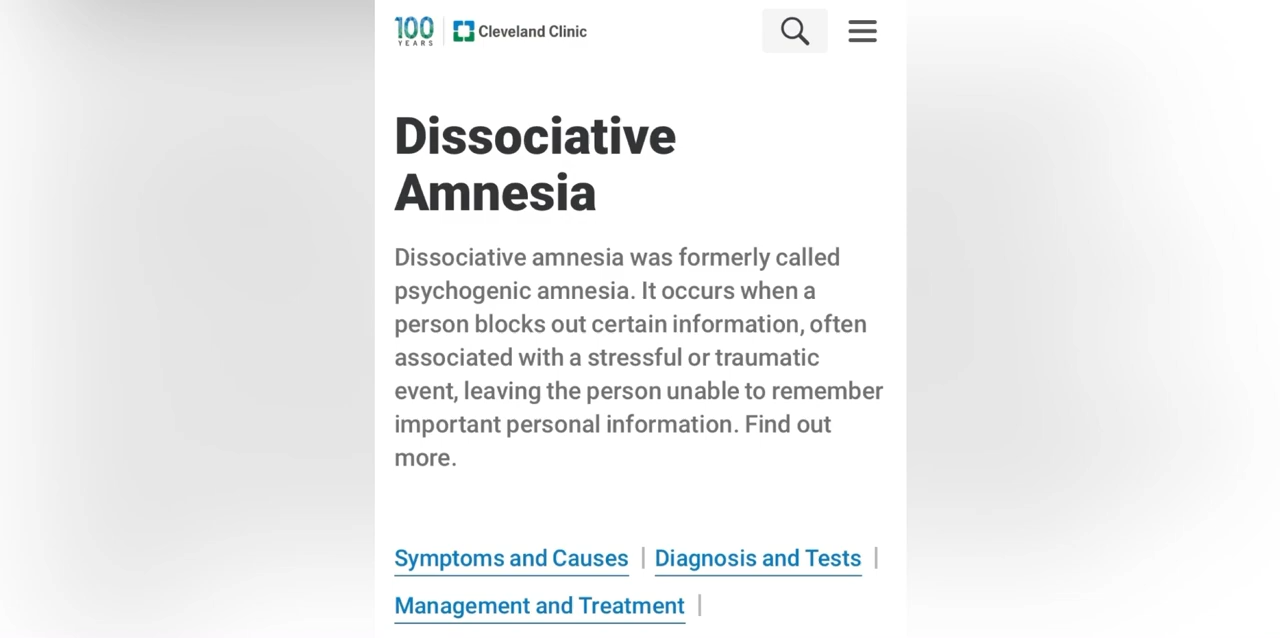 100 YEARS Cleveland Clinic
Dissociative
Amnesia
Dissociative amnesia was formerly called
psychogenic amnesia. It occurs when a
person blocks out certain information, often
associated with a stressful or traumatic
event, leaving the person unable to remember
important personal information. Find out
more.
Symptoms and Causes | Diagnosis and Tests |
Management and Treatment |